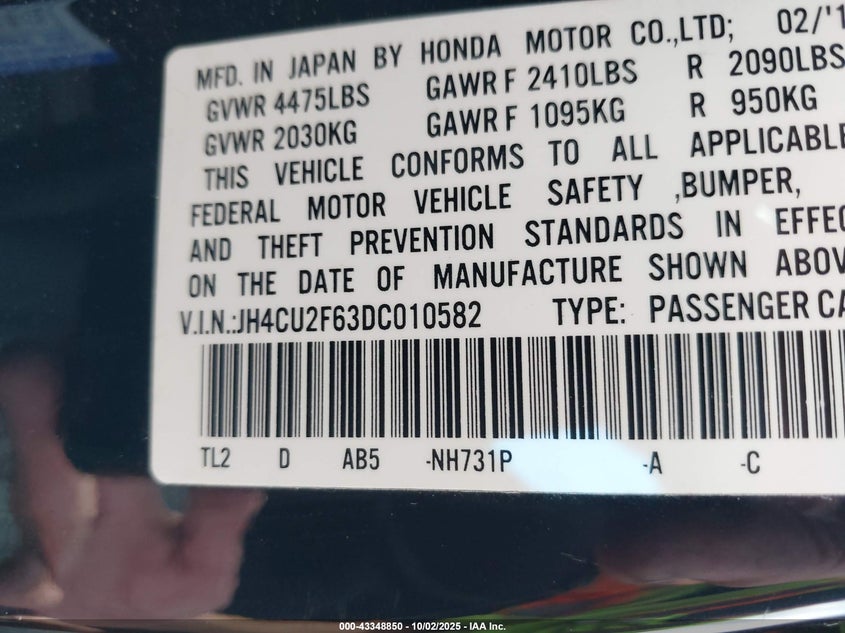 MFD. IN JAPAN BY HONDA MOTOR CO.,LTD; 02/'1
GVWR 4475LBS GAWR F 2410LBS R 2090LBS
GVWR 2030KG GAWR F 1095KG R 950KG
THIS VEHICLE CONFORMS TO ALL APPLICABLE
FEDERAL MOTOR VEHICLE SAFETY ,BUMPER,
AND THEFT PREVENTION STANDARDS IN EFFEC
ON THE DATE OF MANUFACTURE SHOWN ABOV
V.I.N.:JH4CU2F63DC010582 TYPE: PASSENGER CA
TL2 D AB5 -NH731P -A -C
000-43348850 - 10/02/2025 - IAA Inc.